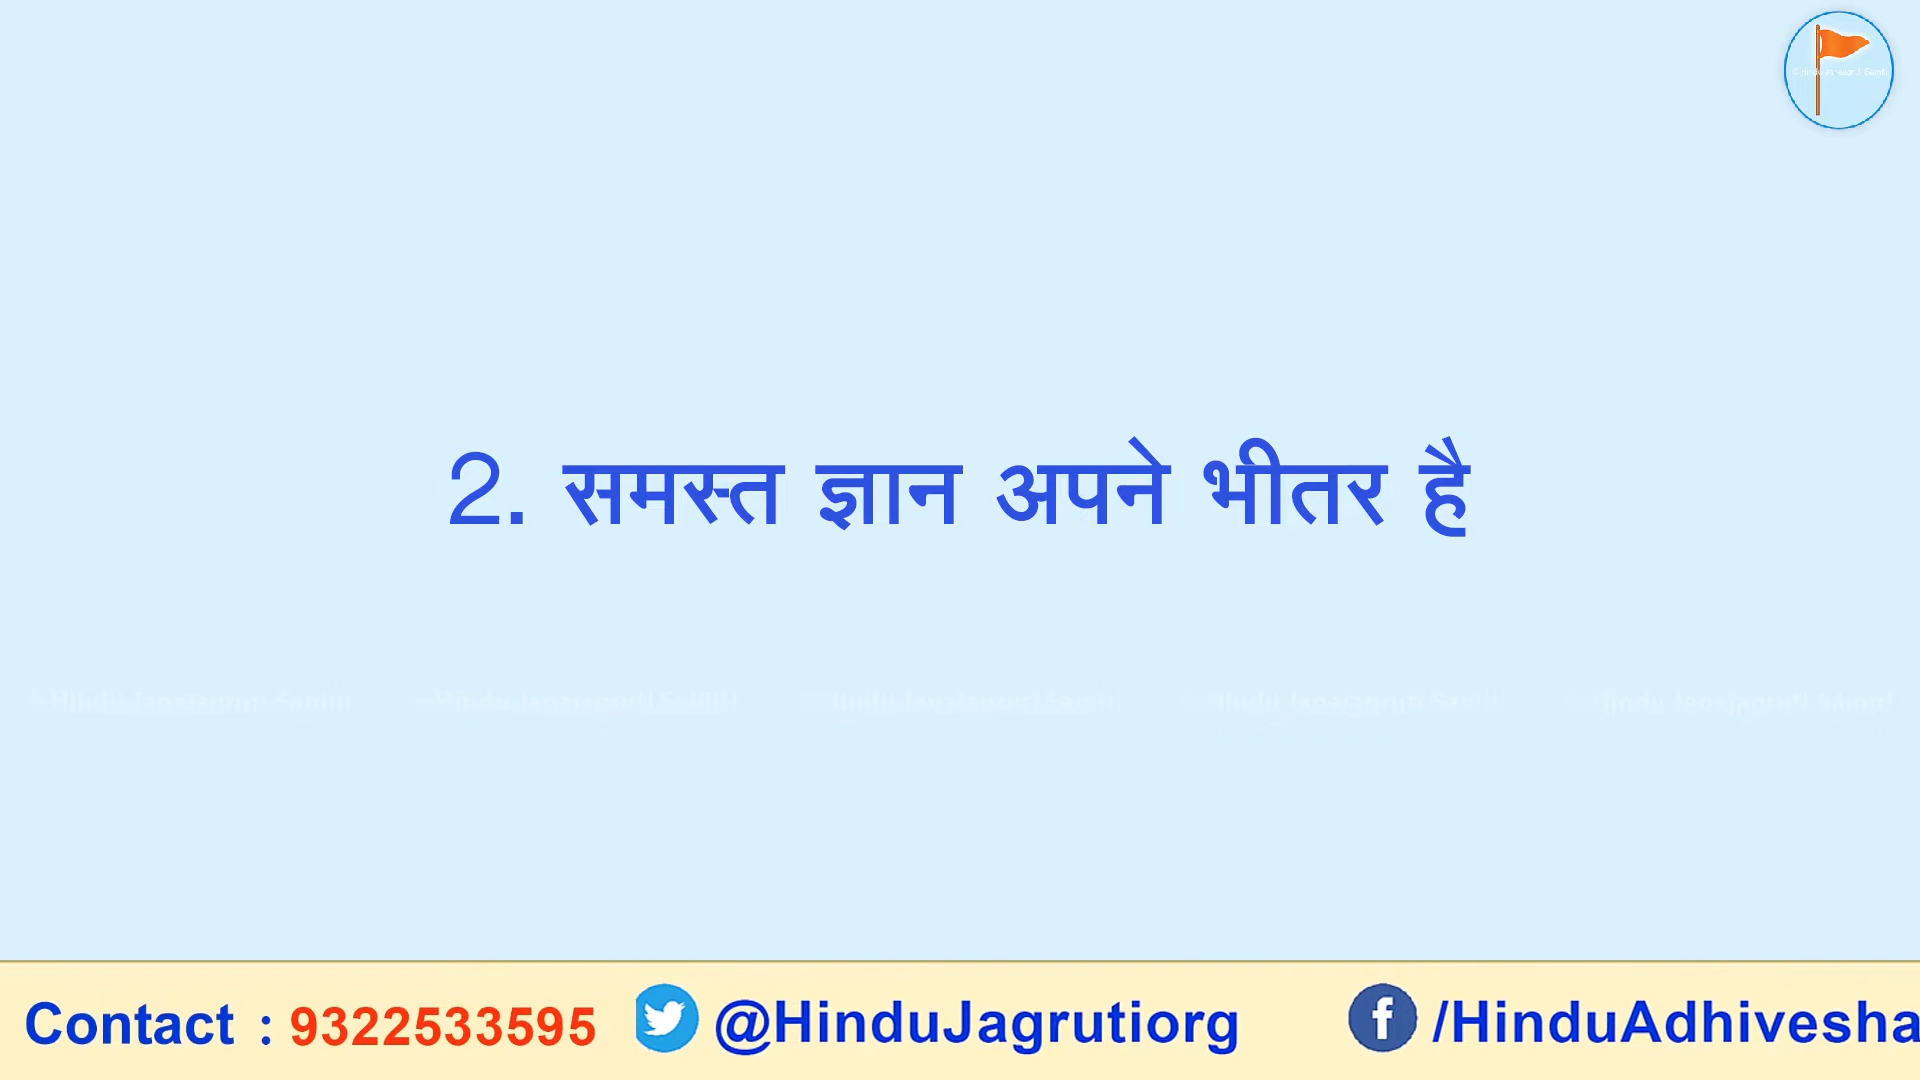 2. समस्त ज्ञान अपने भीतर है
Contact : 9322533595 @HinduJagrutiorg /HinduAdhivesha